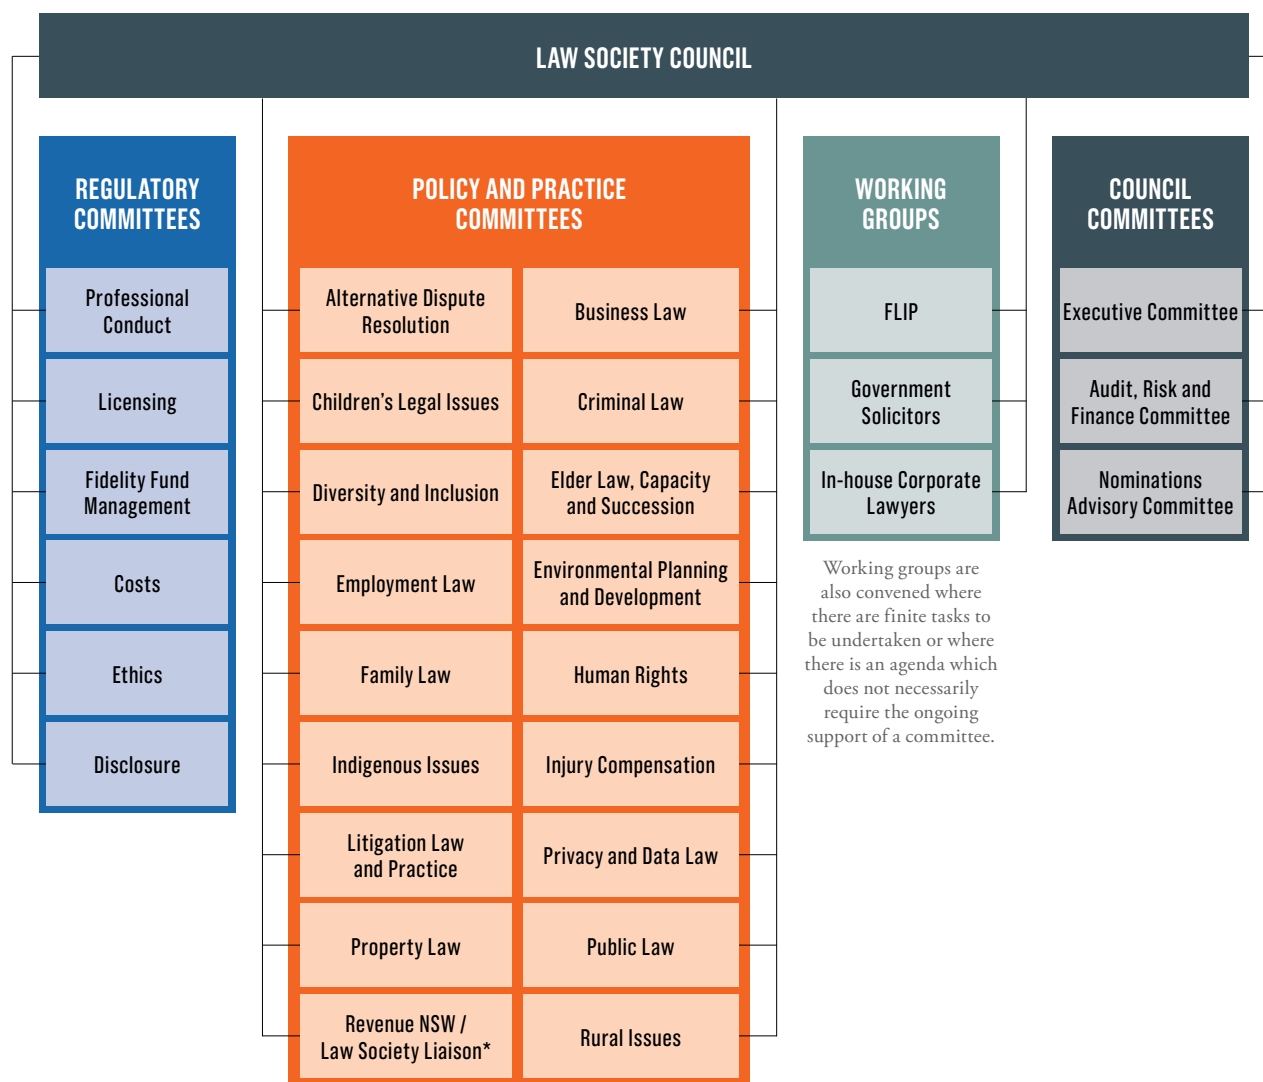 LAW SOCIETY COUNCIL
REGULATORY
COMMITTEES
Professional
Conduct
Licensing
Fidelity Fund
Management
Costs
Ethics
Disclosure
POLICY AND PRACTICE
COMMITTEES
Alternative Dispute
Resolution
Children’s Legal Issues
Diversity and Inclusion
Employment Law
Family Law
Indigenous Issues
Litigation Law
and Practice
Property Law
Revenue NSW /
Law Society Liaison*
Business Law
Criminal Law
Elder Law, Capacity
and Succession
Environmental Planning
and Development
Human Rights
Injury Compensation
Privacy and Data Law
Public Law
Rural Issues
WORKING
GROUPS
FLIP
Government
Solicitors
In-house Corporate
Lawyers
Working groups are
also convened where
there are finite tasks to
be undertaken or where
there is an agenda which
does not necessarily
require the ongoing
support of a committee.
COUNCIL
COMMITTEES
Executive Committee
Audit, Risk and
Finance Committee
Nominations
Advisory Committee